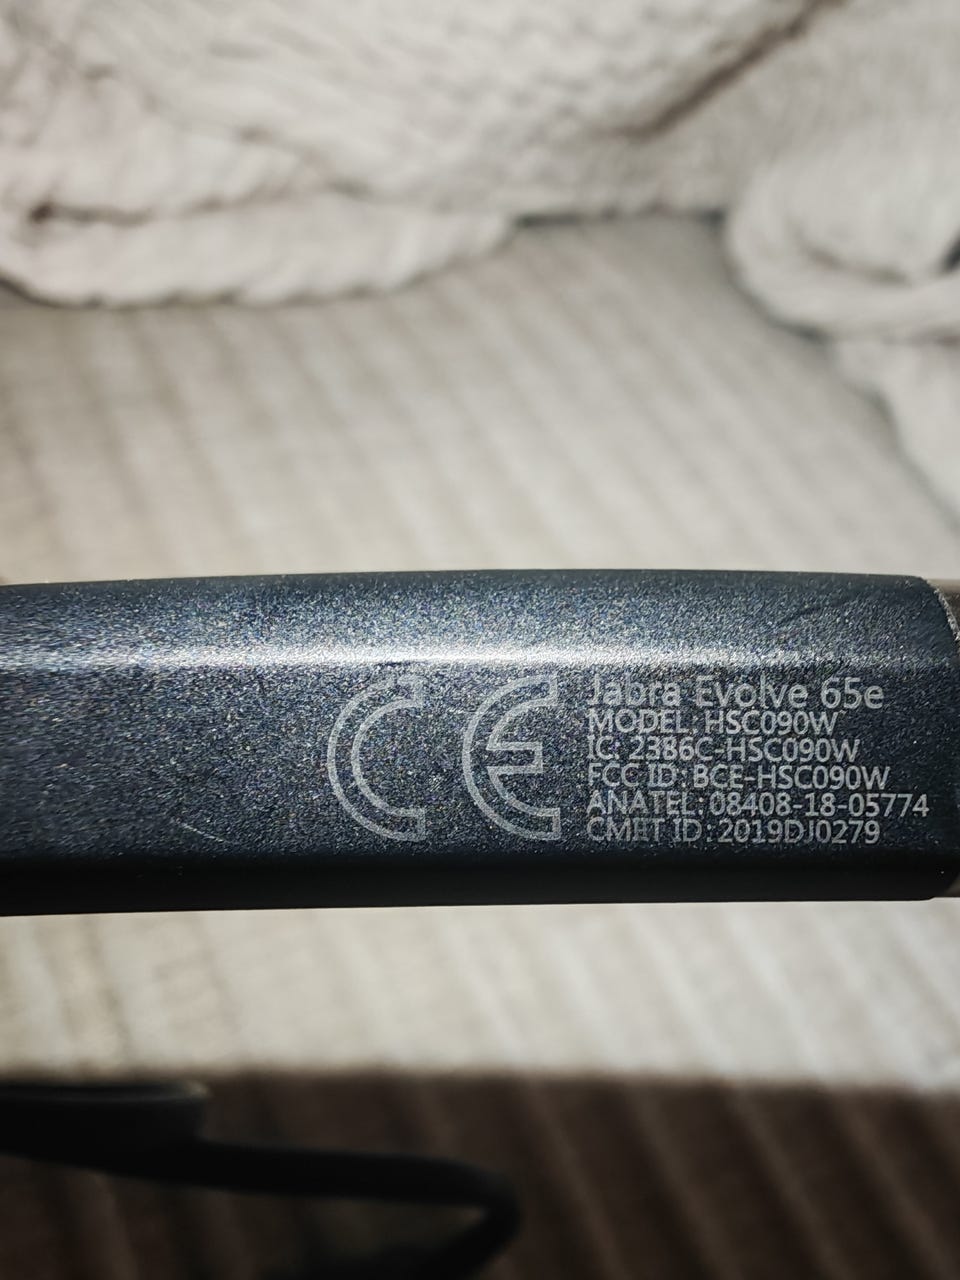 CE
Jabra Evolve 65e
MODEL: HSC090W
IC: 2386C-HSC090W
FCC ID: BCE-HSC090W
ANATEL: 08408-18-05774
CMIIT ID: 2019DJ0279